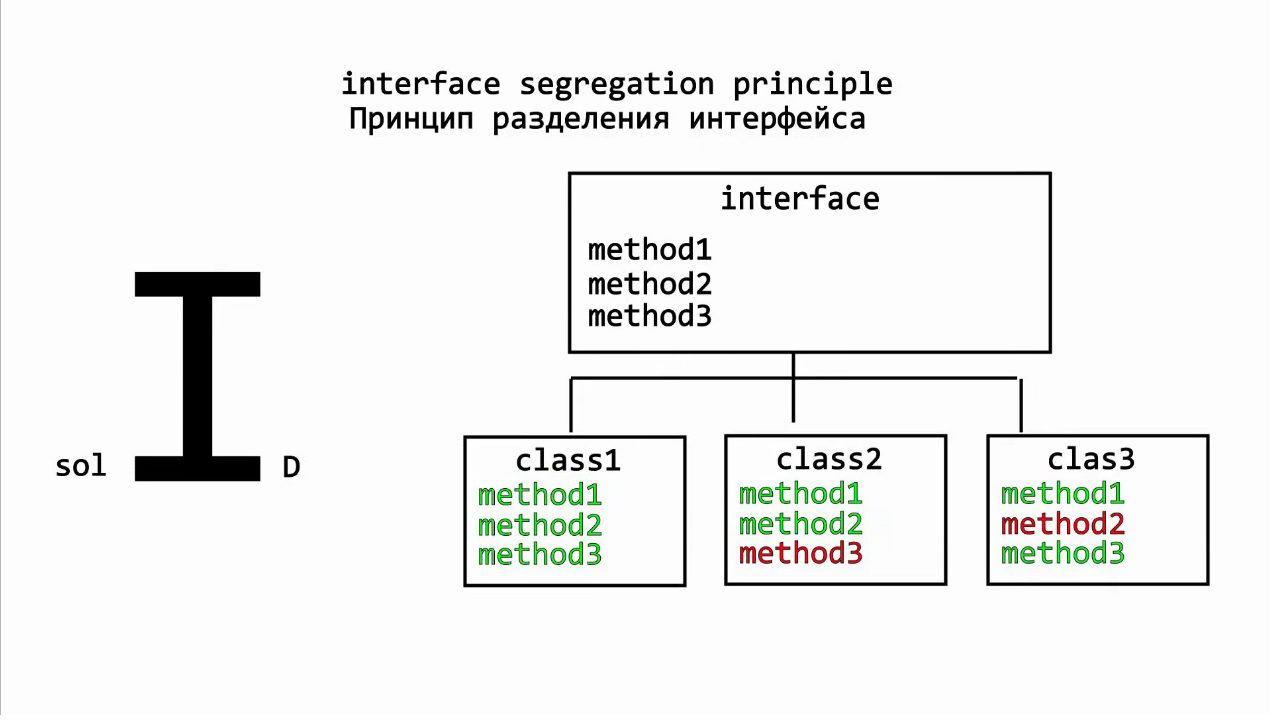 interface segregation principle
Принцип разделения интерфейса
interface
method1
method2
method3
sol I D
class1
method1
method2
method3
class2
method1
method2
method3
clas3
method1
method2
method3